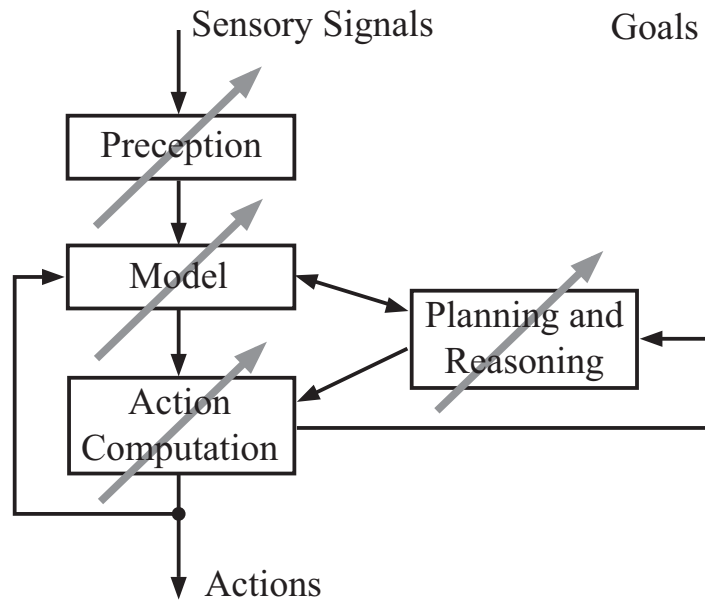 Sensory Signals
Goals
Preception
Model
Planning and
Reasoning
Action
Computation
Actions